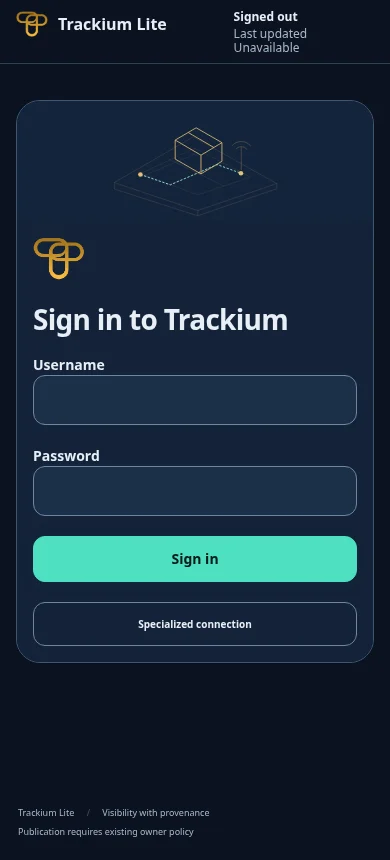 Trackium Lite
Signed out
Last updated
Unavailable
Sign in to Trackium
Username
Password
Sign in
Specialized connection
Trackium Lite / Visibility with provenance
Publication requires existing owner policy